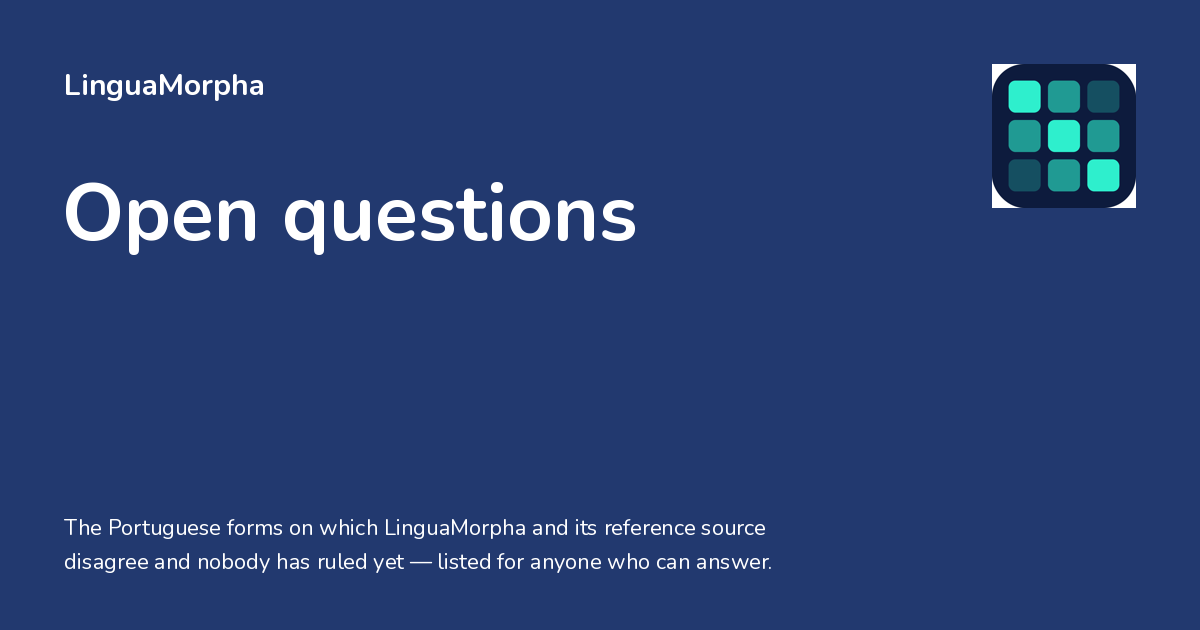 LinguaMorpha
Open questions
The Portuguese forms on which LinguaMorpha and its reference source
disagree and nobody has ruled yet — listed for anyone who can answer.